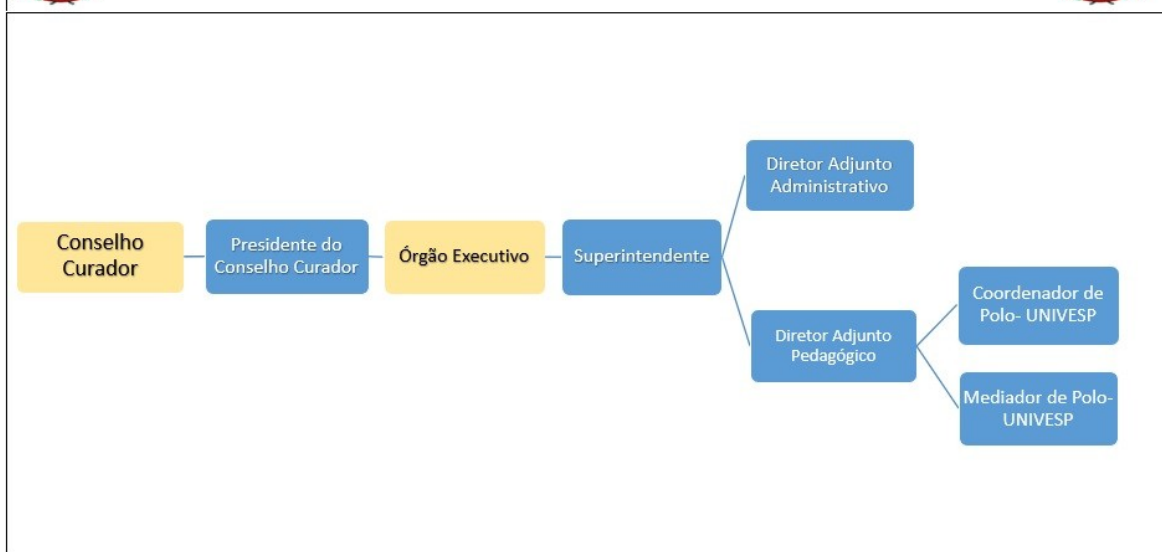 Conselho
Curador
Presidente do
Conselho Curador
Órgão Executivo
Superintendente
Diretor Adjunto
Administrativo
Diretor Adjunto
Pedagógico
Coordenador de
Polo- UNIVESP
Mediador de Polo-
UNIVESP